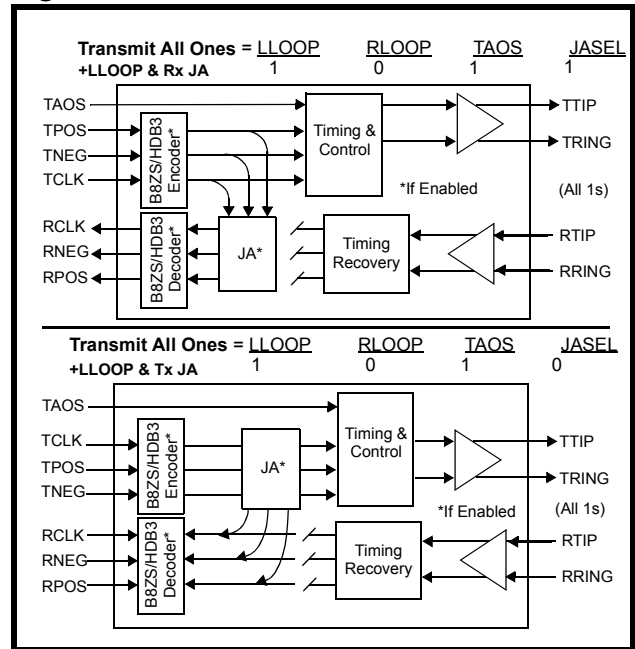 Transmit All Ones = LLOOP RLOOP TAOS JASEL
+LLOOP & Rx JA 1 0 1 1
TAOS
TPOS
TNEG
TCLK
B8ZS/HDB3
Encoder*
Timing &
Control
TTIP
TRING
*If Enabled
(All 1s)
RCLK
RNEG
RPOS
B8ZS/HDB3
Decoder*
JA*
Timing
Recovery
RTIP
RRING
Transmit All Ones = LLOOP RLOOP TAOS JASEL
+LLOOP & Tx JA 1 0 1 0
TAOS
TCLK
TPOS
TNEG
B8ZS/HDB3
Encoder*
JA*
Timing &
Control
TTIP
TRING
*If Enabled
(All 1s)
RCLK
RNEG
RPOS
B8ZS/HDB3
Decoder*
Timing
Recovery
RTIP
RRING